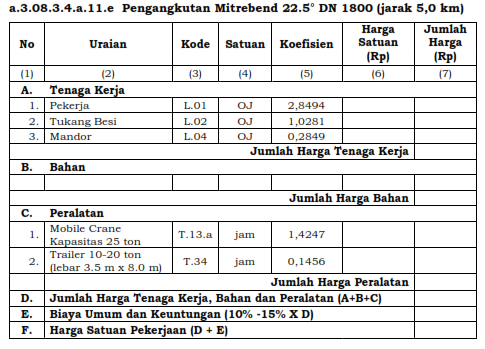 a.3.08.3.4.a.11.e Pengangkutan Mitrebend 22.5° DN 1800 (jarak 5,0 km)
No Uraian Kode Satuan Koefisien Harga Satuan (Rp) Jumlah Harga (Rp)
(1) (2) (3) (4) (5) (6) (7)
A. Tenaga Kerja
1. Pekerja L.01 OJ 2,8494
2. Tukang Besi L.02 OJ 1,0281
3. Mandor L.04 OJ 0,2849
Jumlah Harga Tenaga Kerja
B. Bahan
Jumlah Harga Bahan
C. Peralatan
1. Mobile Crane Kapasitas 25 ton T.13.a jam 1,4247
2. Trailer 10-20 ton (lebar 3.5 m x 8.0 m) T.34 jam 0,1456
Jumlah Harga Peralatan
D. Jumlah Harga Tenaga Kerja, Bahan dan Peralatan (A+B+C)
E. Biaya Umum dan Keuntungan (10% -15% X D)
F. Harga Satuan Pekerjaan (D + E)